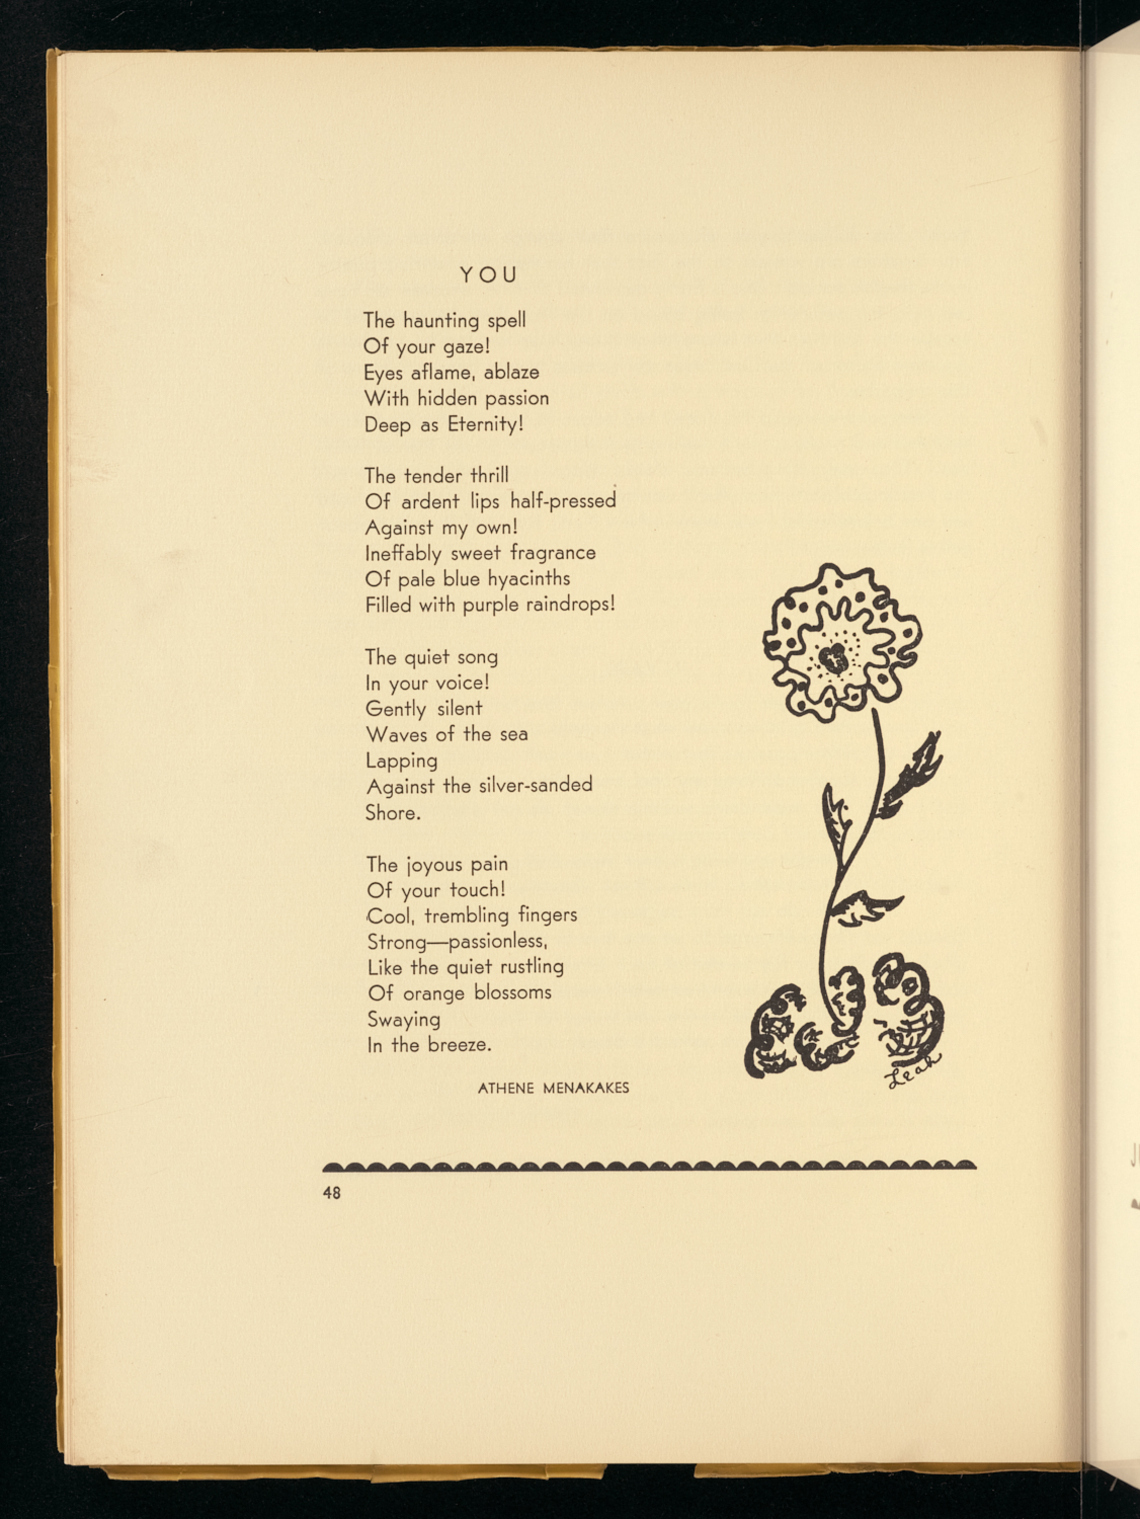 YOU
The haunting spell
Of your gaze!
Eyes aflame, ablaze
With hidden passion
Deep as Eternity!
The tender thrill
Of ardent lips half-pressed
Against my own!
Ineffably sweet fragrance
Of pale blue hyacinths
Filled with purple raindrops!
The quiet song
In your voice!
Gently silent
Waves of the sea
Lapping
Against the silver-sanded
Shore.
The joyous pain
Of your touch!
Cool, trembling fingers
Strong—passionless,
Like the quiet rustling
Of orange blossoms
Swaying
In the breeze.
ATHENE MENAKAKES
Leah
48